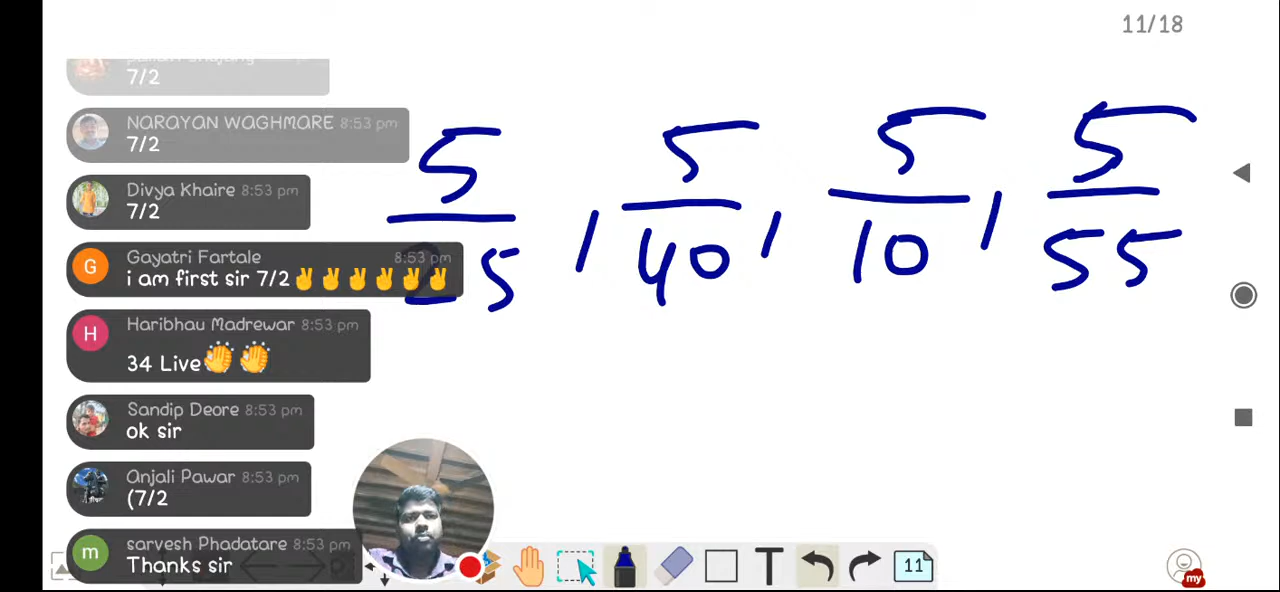 11/18
7/2
NARAYAN WAGHMARE 8:53 pm
7/2
Divya Khaire 8:53 pm
7/2
Gayatri Fartale 8:53 pm
i am first sir 7/2✌✌✌✌✌✌
Haribhau Madrewar 8:53 pm
34 Live👏👏
Sandip Deore 8:53 pm
ok sir
Anjali Pawar 8:53 pm
(7/2
sarvesh Phadatare 8:53 pm
Thanks sir
5/25, 5/40, 5/10, 5/55
G
H
m
T
11
my